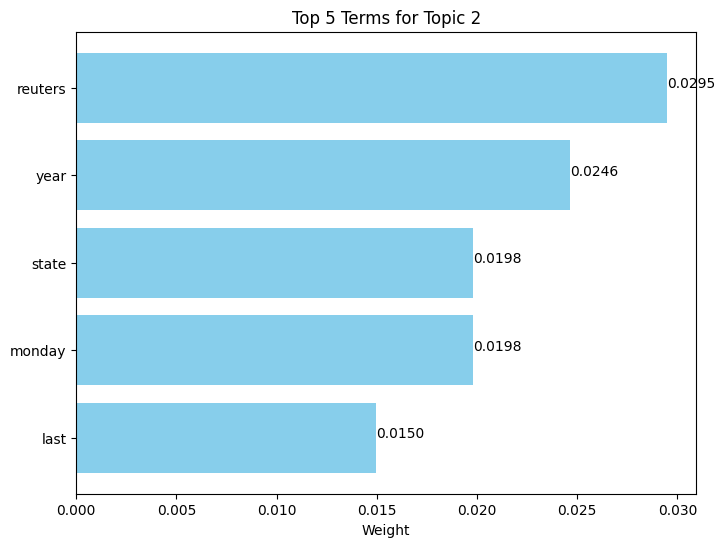 Top 5 Terms for Topic 2
reuters 0.0295
year 0.0246
state 0.0198
monday 0.0198
last 0.0150
0.000 0.005 0.010 0.015 0.020 0.025 0.030
Weight